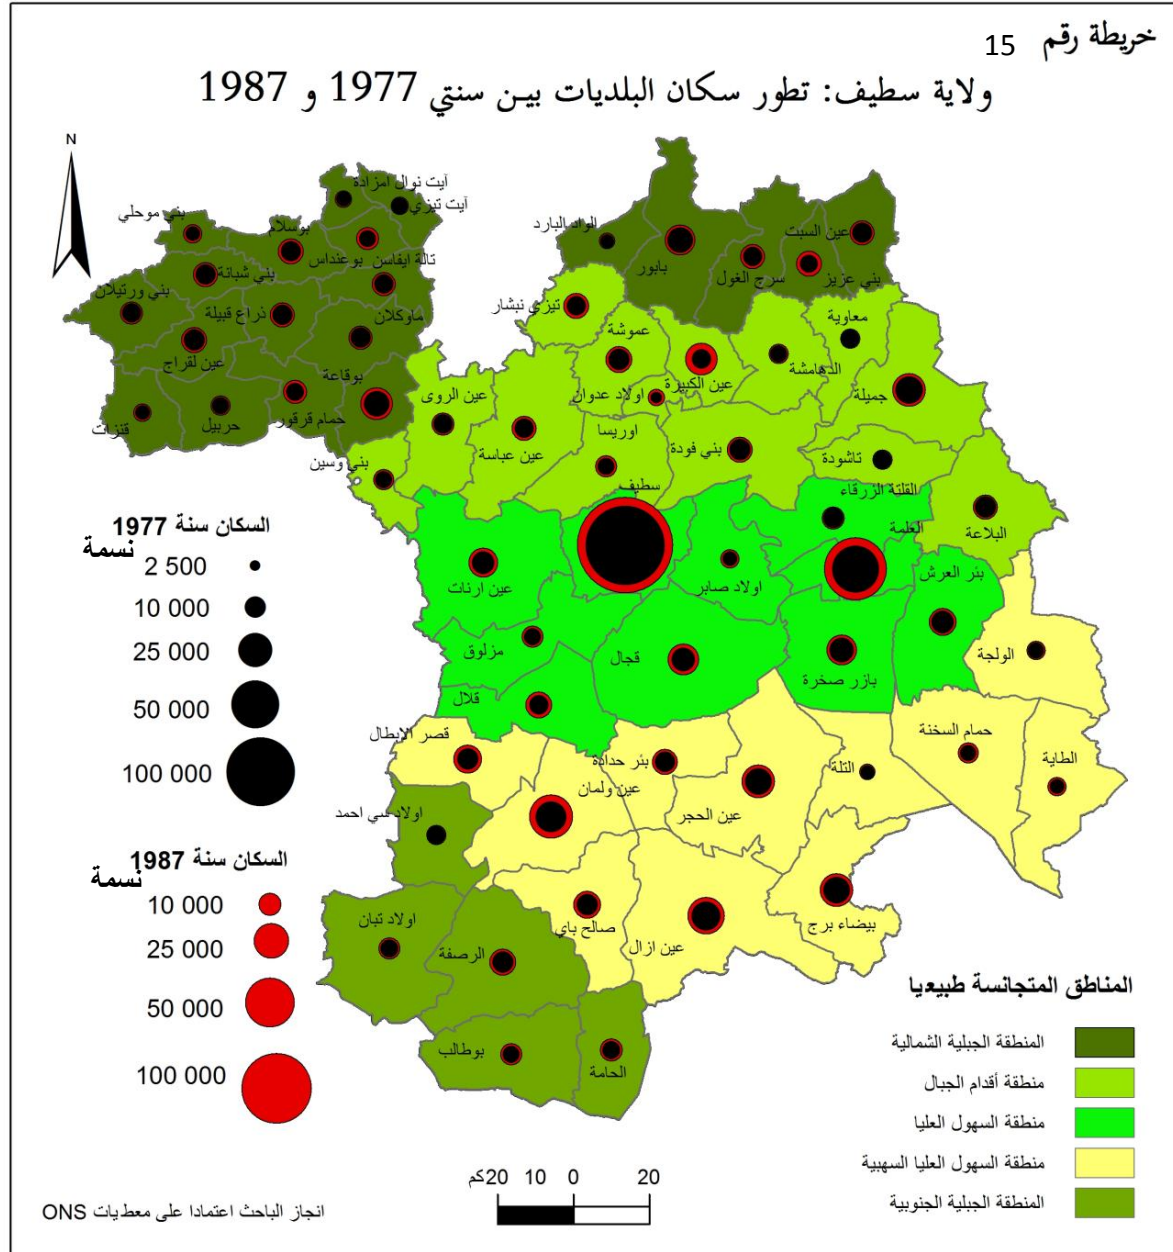 خريطة رقم 15
ولاية سطيف: تطور سكان البلديات بين سنتي 1977 و 1987
N
آيت نوال امزادة
آيت تيزي
بني موحلي
بوسلام
بوعنداس
تالة ايفاسن
بني شبانة
بني ورتيلان
ذراع قبيلة
ماوكلان
عين لقراج
بوقاعة
حمام قرقور
حربيل
قنزات
الواد البارد
بابور
سرج الغول
عين السبت
بني عزيز
تيزي نبشار
عموشة
معاوية
الدهامشة
عين الكبيرة
اولاد عدوان
جميلة
عين الروى
عين عباسة
اوريسا
بني فودة
تاشودة
بني وسين
سطيف
القلتة الزرقاء
العلمة
البلاعة
عين ارنات
اولاد صابر
بئر العرش
مزلوق
قجال
بازر صخرة
الولجة
قلال
قصر الابطال
بئر حدادة
عين ولمان
عين الحجر
التلة
حمام السخنة
الطاية
اولاد سي احمد
صالح باي
عين ازال
بيضاء برج
اولاد تبان
الرصفة
بوطالب
الحامة
السكان سنة 1977
نسمة
2 500
10 000
25 000
50 000
100 000
السكان سنة 1987
نسمة
10 000
25 000
50 000
100 000
المناطق المتجانسة طبيعيا
المنطقة الجبلية الشمالية
منطقة أقدام الجبال
منطقة السهول العليا
منطقة السهول العليا السهبية
المنطقة الجبلية الجنوبية
20 10 0 20 كم
انجاز الباحث اعتمادا على معطيات ONS